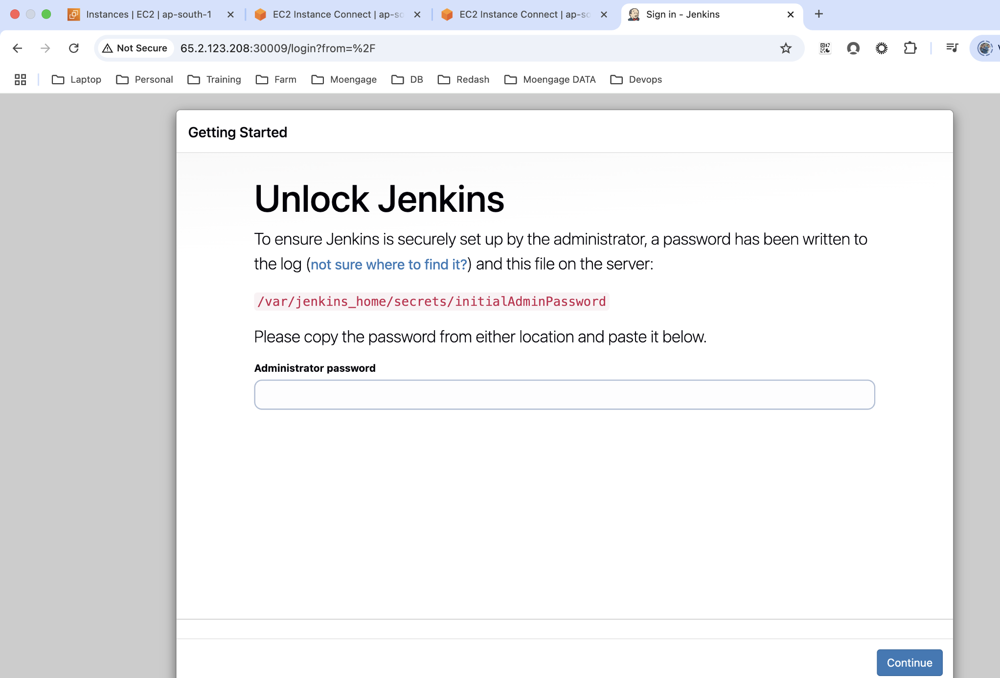 Instances | EC2 | ap-south-1
EC2 Instance Connect | ap-so
EC2 Instance Connect | ap-so
Sign in - Jenkins
Not Secure
65.2.123.208:30009/login?from=%2F
Laptop
Personal
Training
Farm
Moengage
DB
Redash
Moengage DATA
Devops
Getting Started
Unlock Jenkins
To ensure Jenkins is securely set up by the administrator, a password has been written to
the log (not sure where to find it?) and this file on the server:
/var/jenkins_home/secrets/initialAdminPassword
Please copy the password from either location and paste it below.
Administrator password
Continue